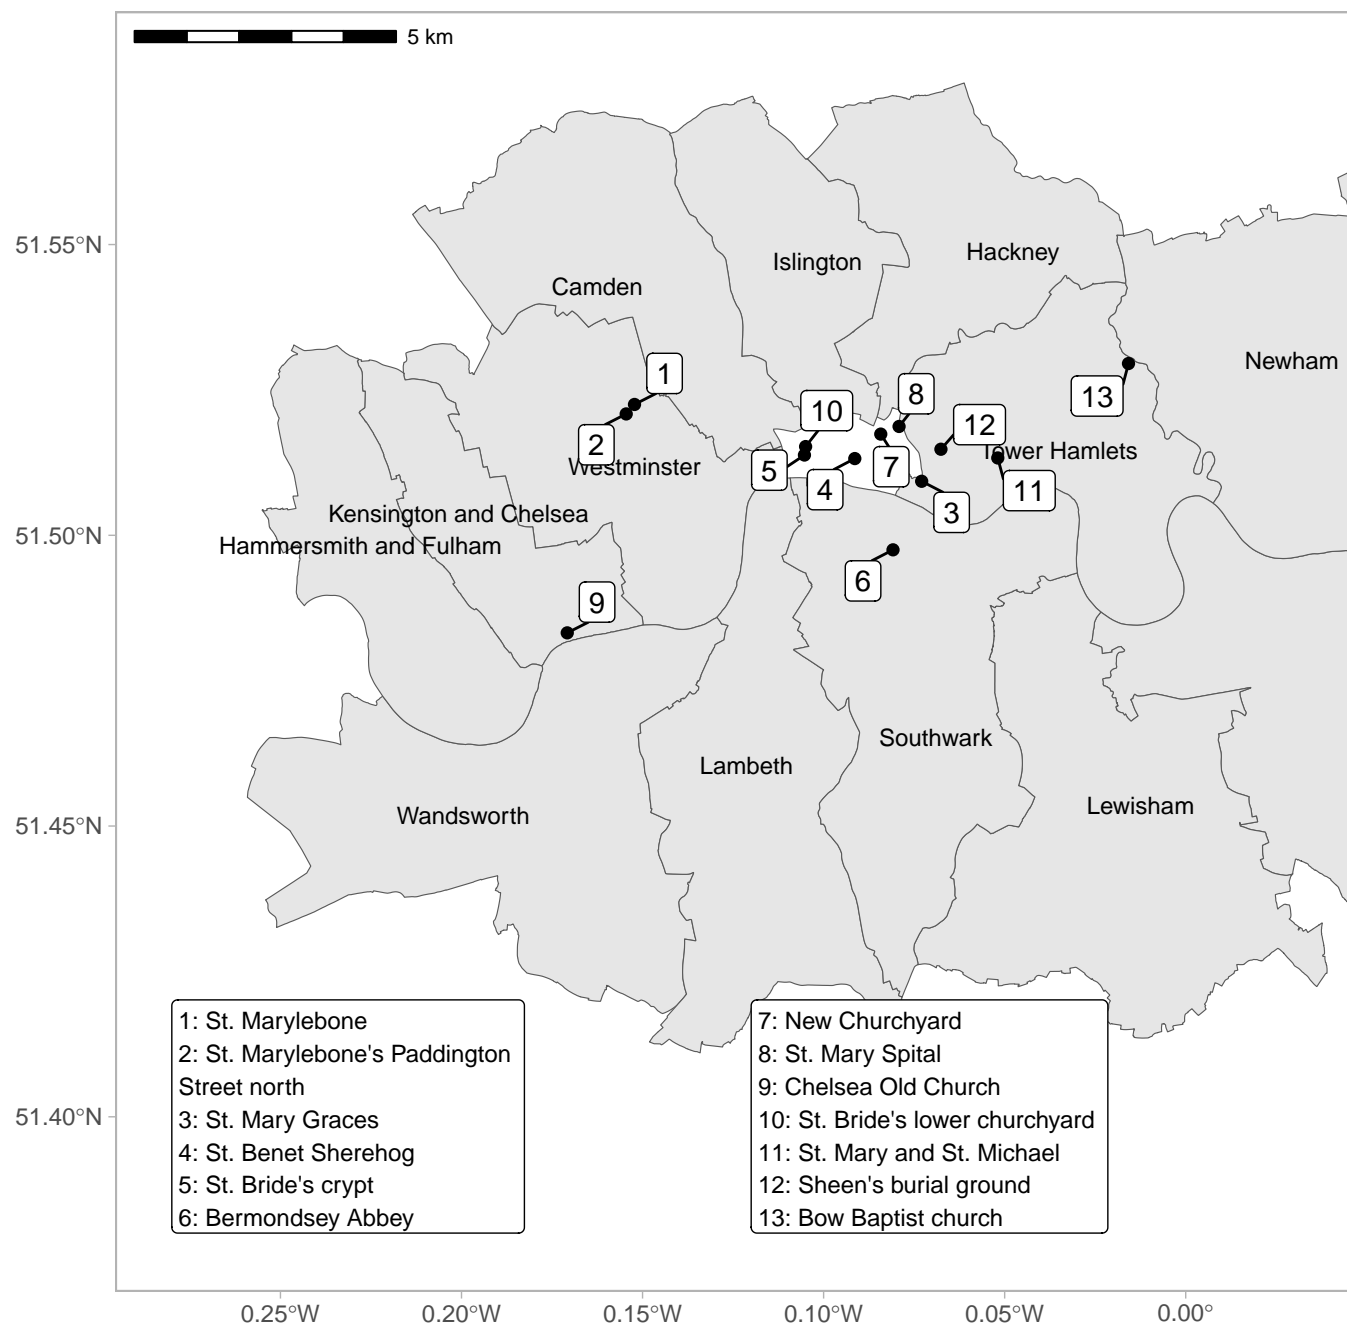 5 km
51.55°N
51.50°N
51.45°N
51.40°N
Hackney
Islington
Camden
Newham
1
8
13
10
12
2
Tower Hamlets
Westminster
7
5
4
11
3
Kensington and Chelsea
Hammersmith and Fulham
6
9
Southwark
Lambeth
Lewisham
Wandsworth
1: St. Marylebone
2: St. Marylebone's Paddington
Street north
3: St. Mary Graces
4: St. Benet Sherehog
5: St. Bride's crypt
6: Bermondsey Abbey
7: New Churchyard
8: St. Mary Spital
9: Chelsea Old Church
10: St. Bride's lower churchyard
11: St. Mary and St. Michael
12: Sheen's burial ground
13: Bow Baptist church
0.25°W
0.20°W
0.15°W
0.10°W
0.05°W
0.00°